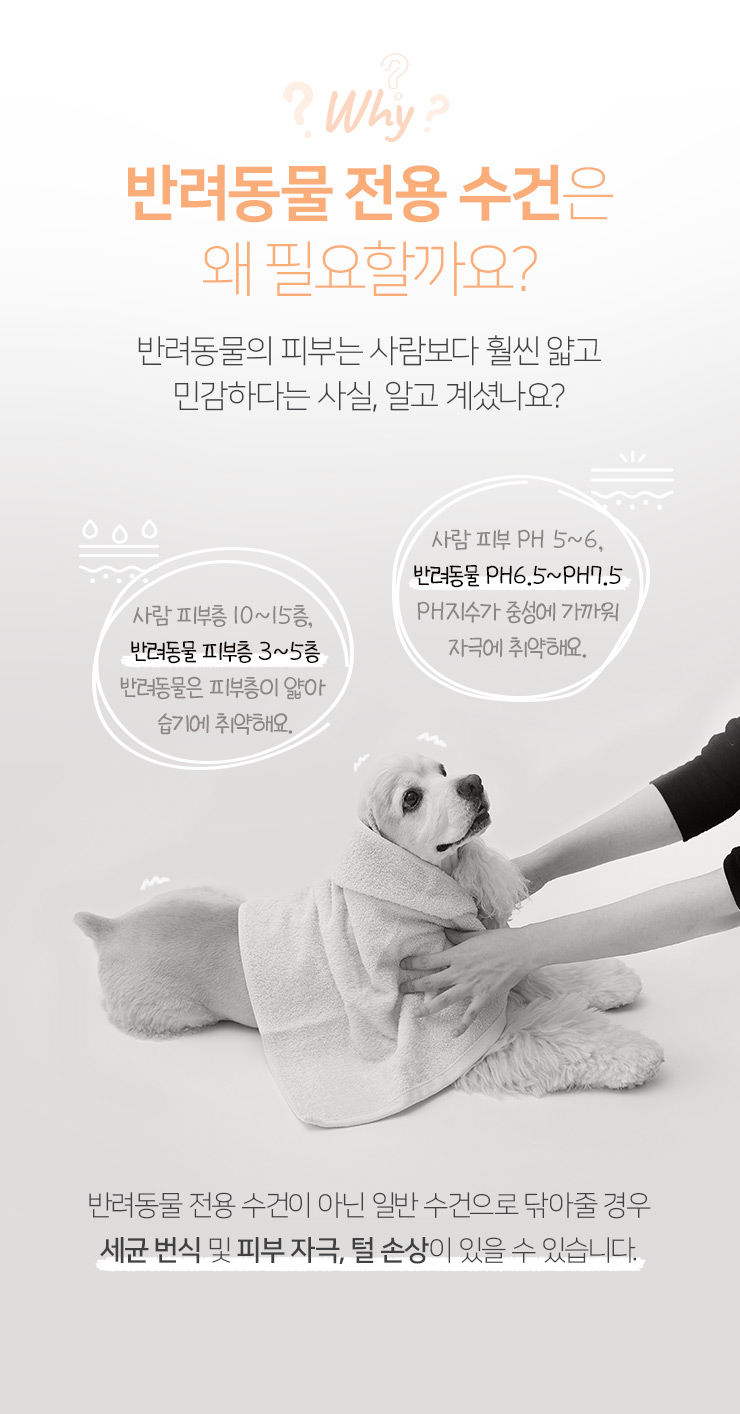 Why
반려동물 전용 수건은
왜 필요할까요?
반려동물의 피부는 사람보다 훨씬 얇고
민감하다는 사실, 알고 계셨나요?
사람 피부 PH 5~6,
반려동물 PH6.5~PH7.5
PH지수가 중성에 가까워
자극에 취약해요.
사람 피부층 10~15층,
반려동물 피부층 3~5층
반려동물은 피부층이 얇아
습기에 취약해요.
반려동물 전용 수건이 아닌 일반 수건으로 닦아줄 경우
세균 번식 및 피부 자극, 털 손상이 있을 수 있습니다.